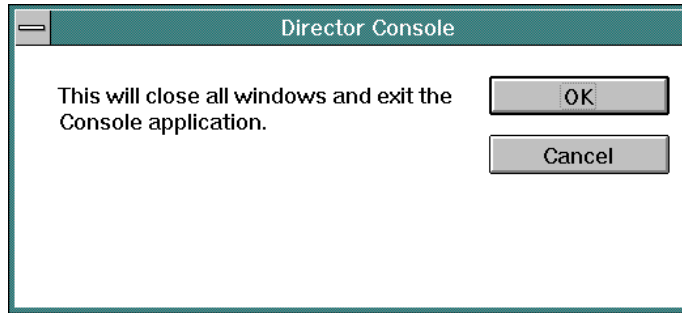 Director Console
This will close all windows and exit the
Console application.
OK
Cancel